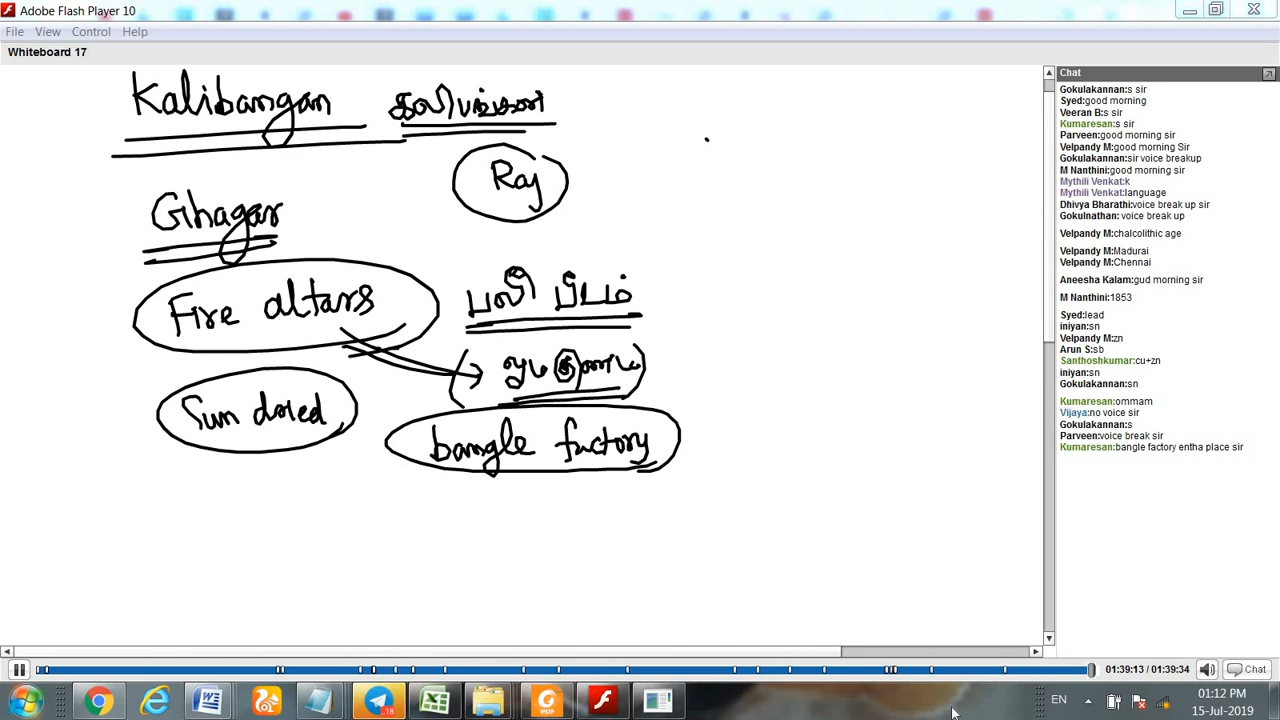 Adobe Flash Player 10
File View Control Help
Whiteboard 17
Kalibangan
Raj
Ghagar
Fire altars
பலி பீடம்
Sun dried
bangle factory
Chat
Gokulakannan:s sir
Syed:good morning
Veeran B:s sir
Kumaresan:s sir
Parveen:good morning sir
Velpandy M:good morning Sir
Gokulakannan:sir voice breakup
M Nanthini:good morning sir
Mythili Venkat:k
Mythili Venkat:language
Dhivya Bharathi:voice break up sir
Gokulnathan: voice break up
Velpandy M:chalcolithic age
Velpandy M:Madurai
Velpandy M:Chennai
Aneesha Kalam:gud morning sir
M Nanthini:1853
Syed:lead
iniyan:sn
Velpandy M:zn
Arun S:sb
Santhoshkumar:cu+zn
iniyan:sn
Gokulakannan:sn
Kumaresan:ommam
Vijaya:no voice sir
Gokulakannan:s
Parveen:voice break sir
Kumaresan:bangle factory entha place sir
01:39:13 / 01:39:34 Chat
EN 01:12 PM
15-Jul-2019